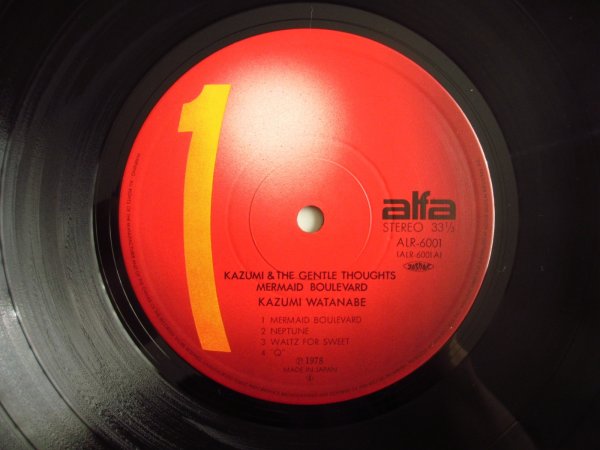 1
alfa
STEREO 33⅓
ALR-6001
(ALR-6001A)
KAZUMI & THE GENTLE THOUGHTS
MERMAID BOULEVARD
KAZUMI WATANABE
1 MERMAID BOULEVARD
2 NEPTUNE
3 WALTZ FOR SWEET
4 "Q"
Ⓟ 1978
MADE IN JAPAN